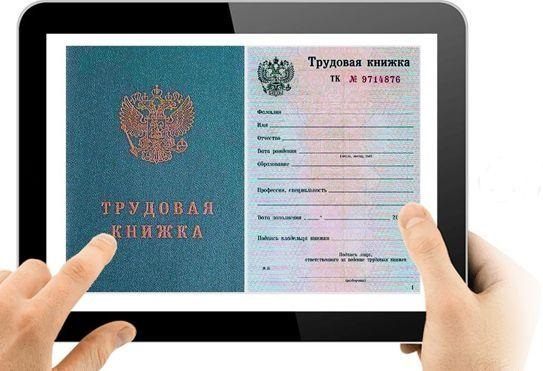 ТРУДОВАЯ
КНИЖКА
Трудовая книжка
ТК № 9714876
Фамилия
Имя
Отчество
Дата рождения
(число, месяц, год)
Образование
Профессия, специальность
Дата заполнения „ “ 20
Подпись владельца книжки
Подпись лица,
ответственного за ведение трудовых книжек
М.П.
(разборчиво)
1